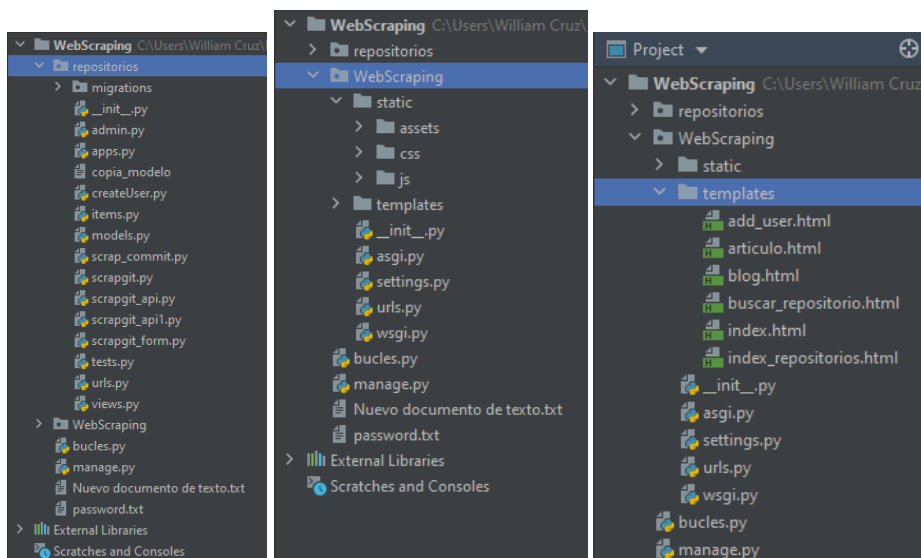 WebScraping C:\Users\William Cruz\
repositorios
migrations
__init__.py
admin.py
apps.py
copia_modelo
createUser.py
items.py
models.py
scrap_commit.py
scrapgit.py
scrapgit_api.py
scrapgit_api1.py
scrapgit_form.py
tests.py
urls.py
views.py
WebScraping
bucles.py
manage.py
Nuevo documento de texto.txt
password.txt
External Libraries
Scratches and Consoles
WebScraping C:\Users\William Cruz\
repositorios
WebScraping
static
assets
css
js
templates
__init__.py
asgi.py
settings.py
urls.py
wsgi.py
bucles.py
manage.py
Nuevo documento de texto.txt
password.txt
External Libraries
Scratches and Consoles
Project
WebScraping C:\Users\William Cruz
repositorios
WebScraping
static
templates
add_user.html
articulo.html
blog.html
buscar_repositorio.html
index.html
index_repositorios.html
__init__.py
asgi.py
settings.py
urls.py
wsgi.py
bucles.py
manage.py